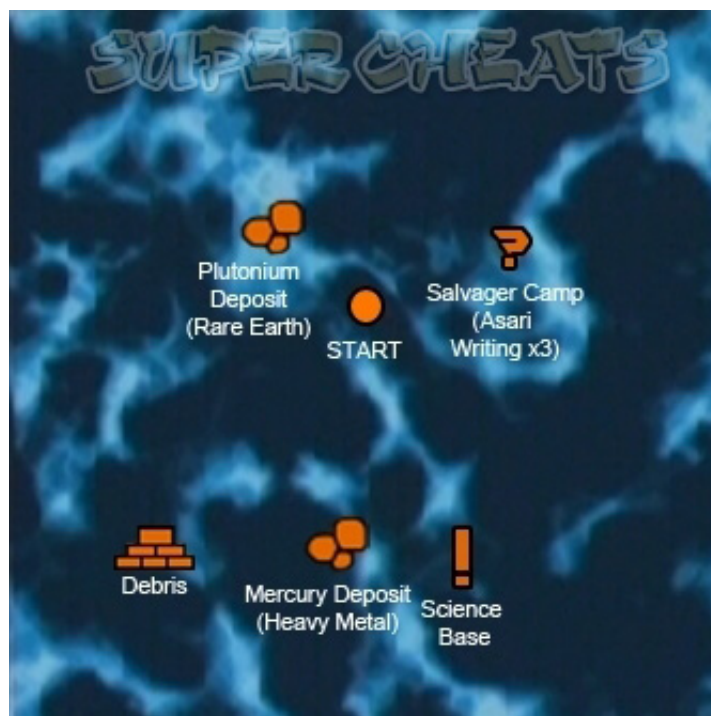 SUPER CHEATS
Plutonium
Deposit
(Rare Earth)
START
Salvager Camp
(Asari
Writing x3)
Debris
Mercury Deposit
(Heavy Metal)
Science
Base